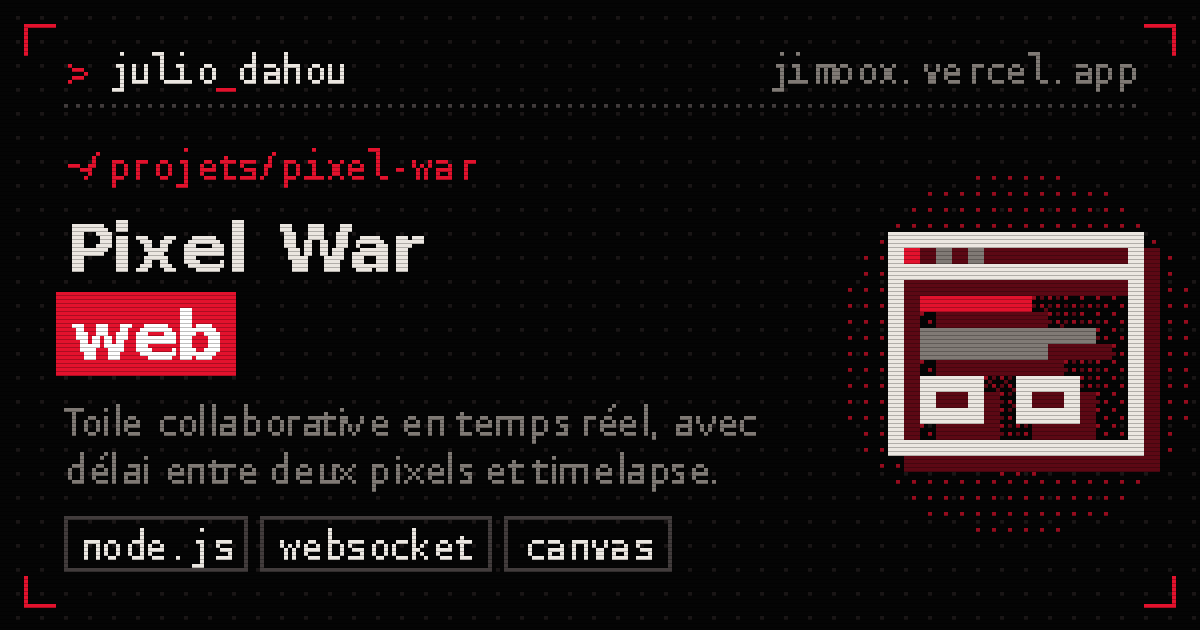 > julio_dahou
jimoox.vercel.app
~/projets/pixel-war
Pixel War
web
Toile collaborative en temps réel, avec
délai entre deux pixels et timelapse.
node.js websocket canvas